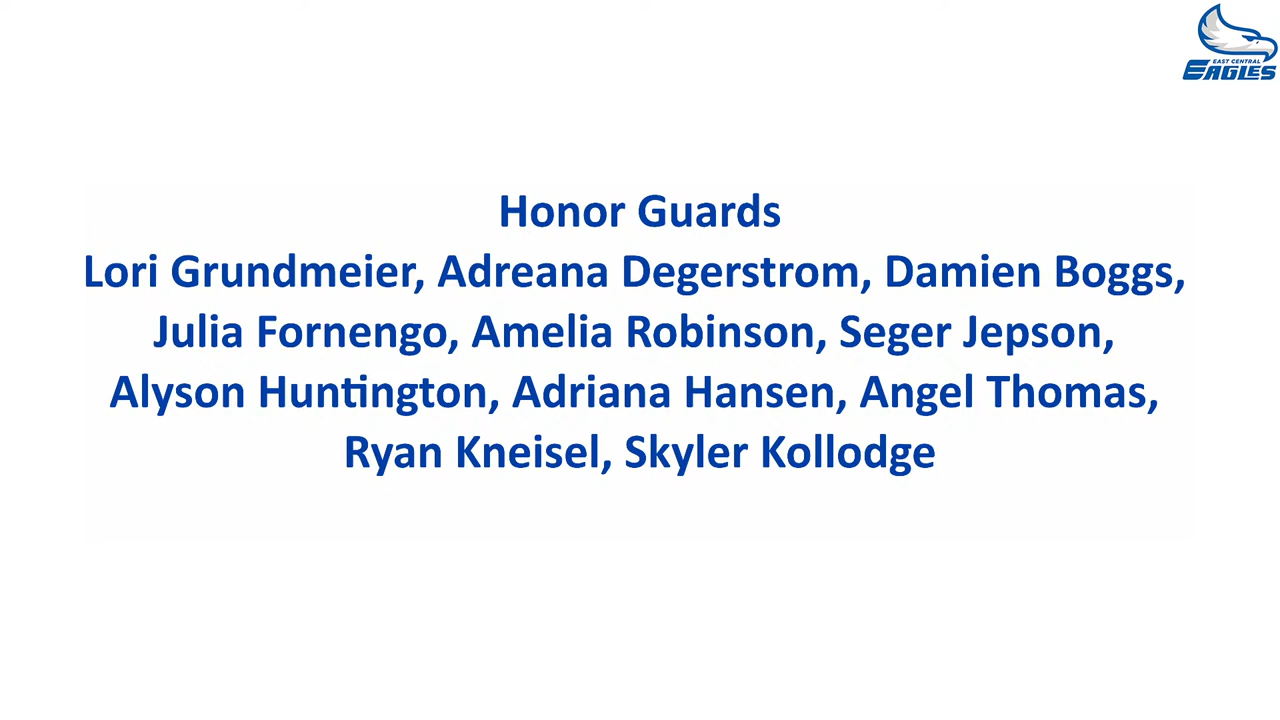 EAST CENTRAL
EAGLES
Honor Guards
Lori Grundmeier, Adreana Degerstrom, Damien Boggs,
Julia Fornengo, Amelia Robinson, Seger Jepson,
Alyson Huntington, Adriana Hansen, Angel Thomas,
Ryan Kneisel, Skyler Kollodge